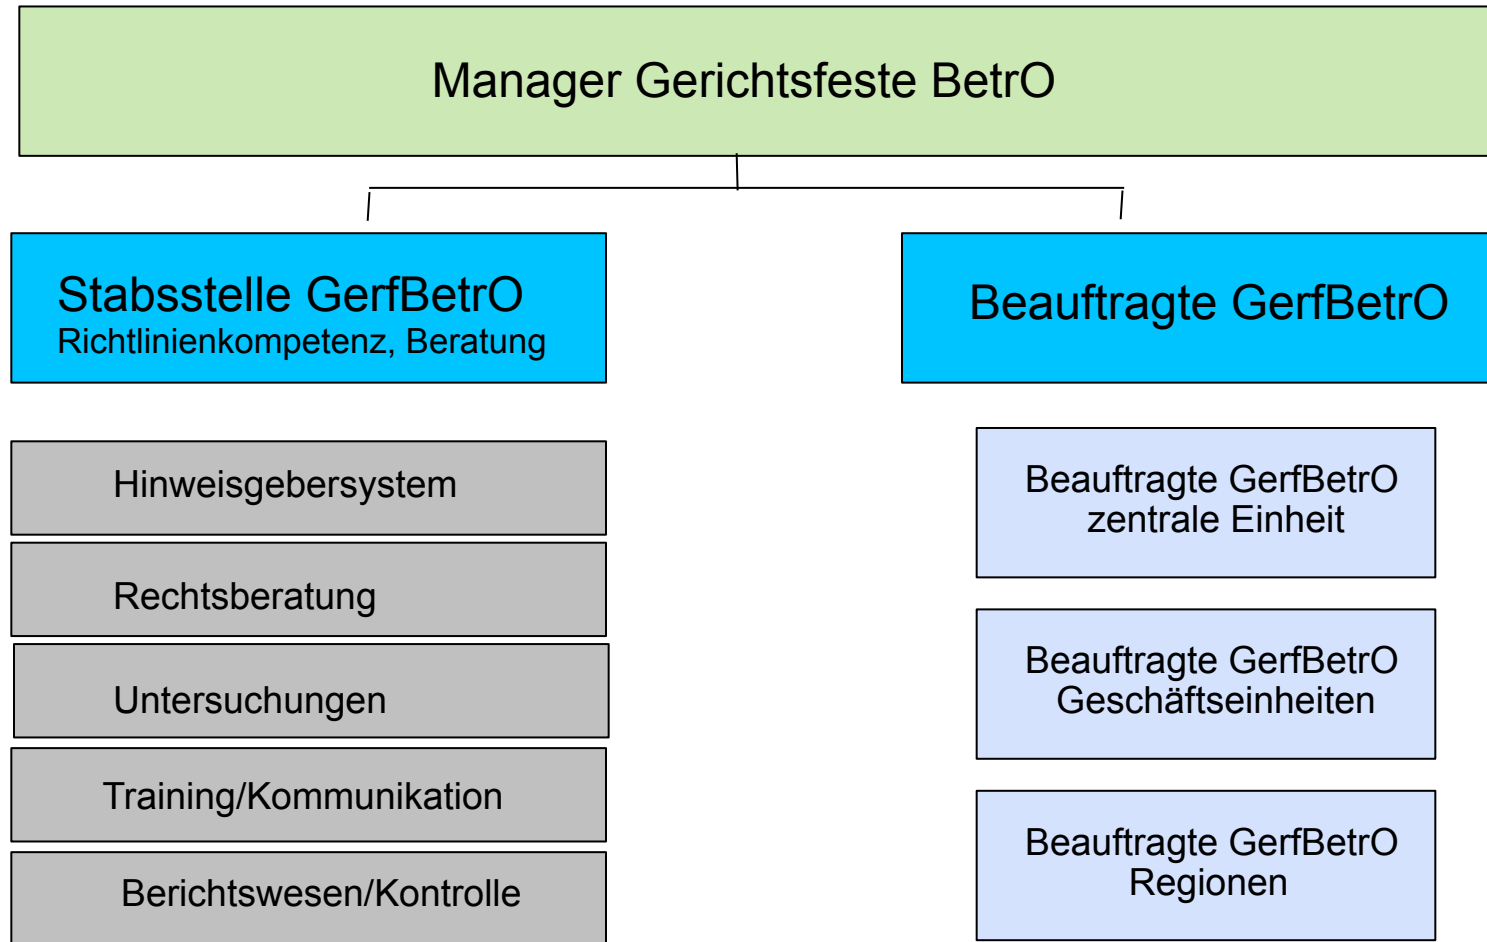 Manager Gerichtsfeste BetrO
Stabsstelle GerfBetrO
Richtlinienkompetenz, Beratung
Hinweisgebersystem
Rechtsberatung
Untersuchungen
Training/Kommunikation
Berichtswesen/Kontrolle
Beauftragte GerfBetrO
Beauftragte GerfBetrO
zentrale Einheit
Beauftragte GerfBetrO
Geschäftseinheiten
Beauftragte GerfBetrO
Regionen